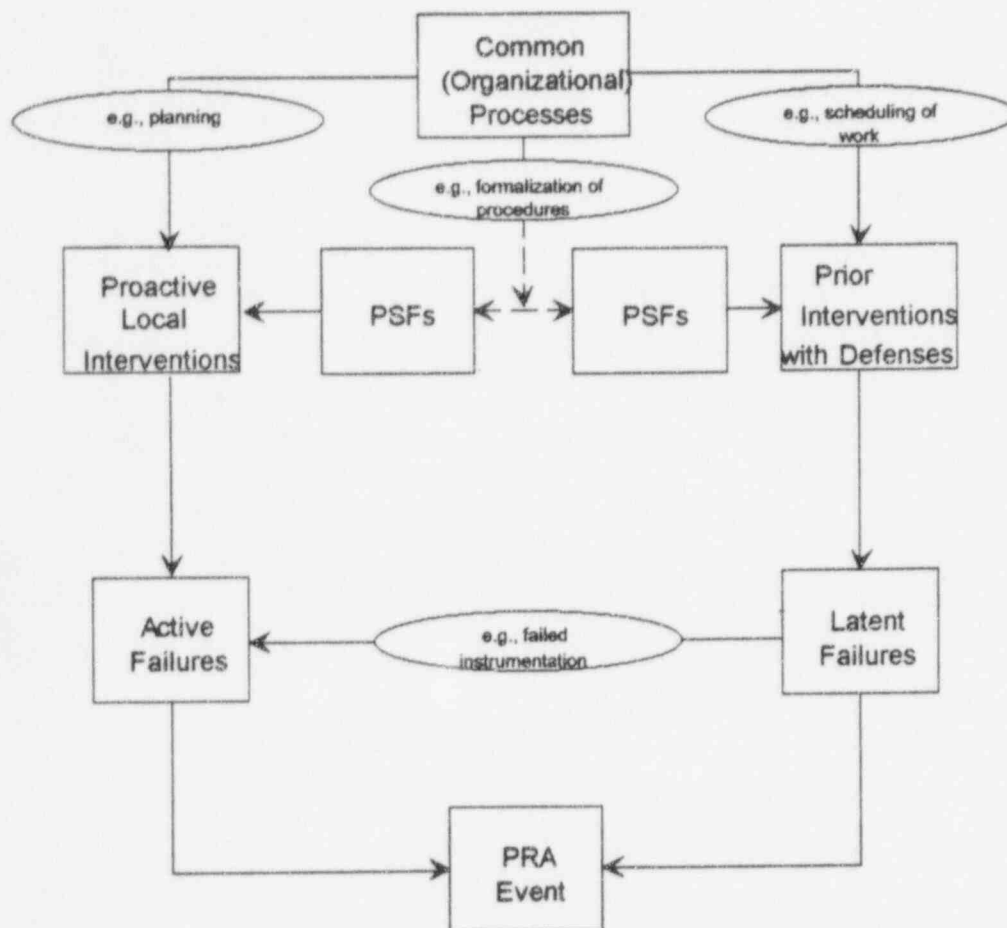 Common
(Organizational)
Processes
e.g., planning
e.g., scheduling of
work
e.g., formalization of
procedures
Proactive
Local
Interventions
PSFs
PSFs
Prior
Interventions
with Defenses
Active
Failures
e.g., failed
instrumentation
Latent
Failures
PRA
Event